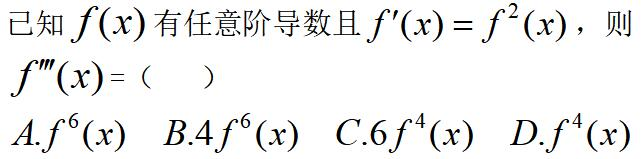 已知 f(x) 有任意阶导数且 f′(x) = f²(x)，则
f‴(x) =（　　）
A.f⁶(x)　B.4f⁶(x)　C.6f⁴(x)　D.f⁴(x)